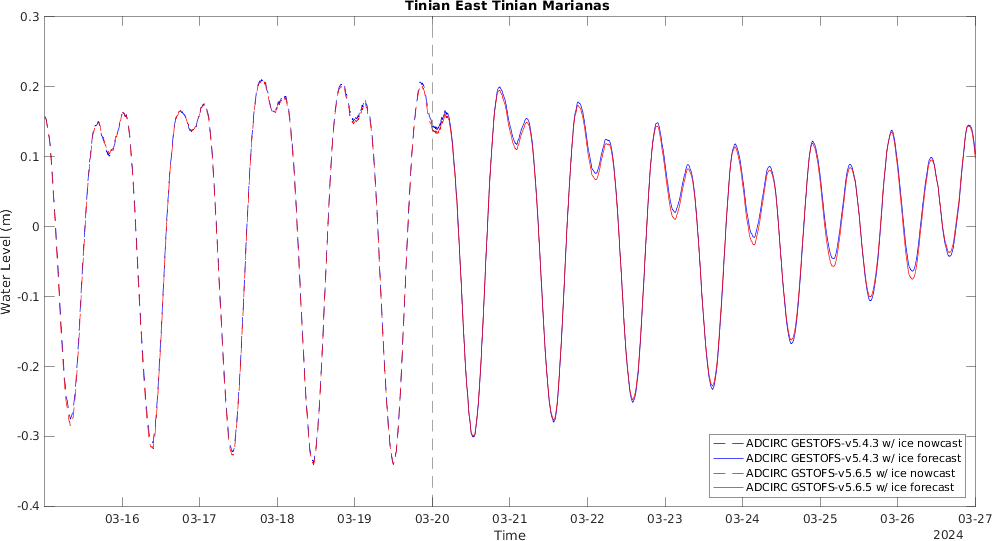 Tinian East Tinian Marianas
0.3
0.2
0.1
0
-0.1
-0.2
-0.3
-0.4
Water Level (m)
ADCIRC GESTOFS-v5.4.3 w/ ice nowcast
ADCIRC GESTOFS-v5.4.3 w/ ice forecast
ADCIRC GSTOFS-v5.6.5 w/ ice nowcast
ADCIRC GSTOFS-v5.6.5 w/ ice forecast
03-16 03-17 03-18 03-19 03-20 03-21 03-22 03-23 03-24 03-25 03-26 03-27
Time
2024